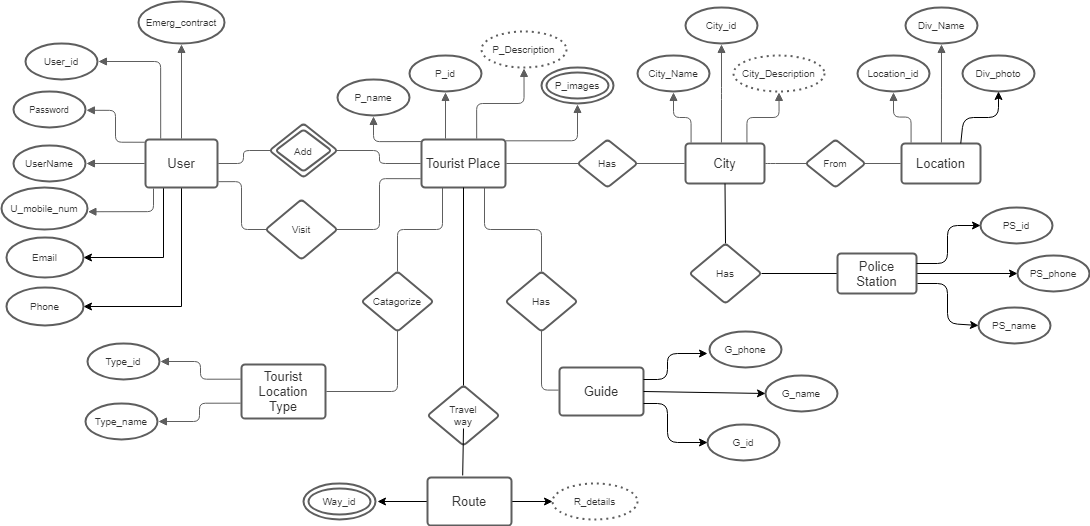 Emerg_contract
City_id
Div_Name
User_id
P_Description
P_id
City_Name
City_Description
Location_id
Div_photo
P_name
P_images
Password
User
Add
Tourist Place
Has
City
From
Location
UserName
U_mobile_num
Visit
PS_id
Email
Has
Police
Station
PS_phone
Phone
Catagorize
Has
PS_name
G_phone
Type_id
Tourist
Location
Type
Guide
G_name
Type_name
Travel
way
G_id
Way_id
Route
R_details